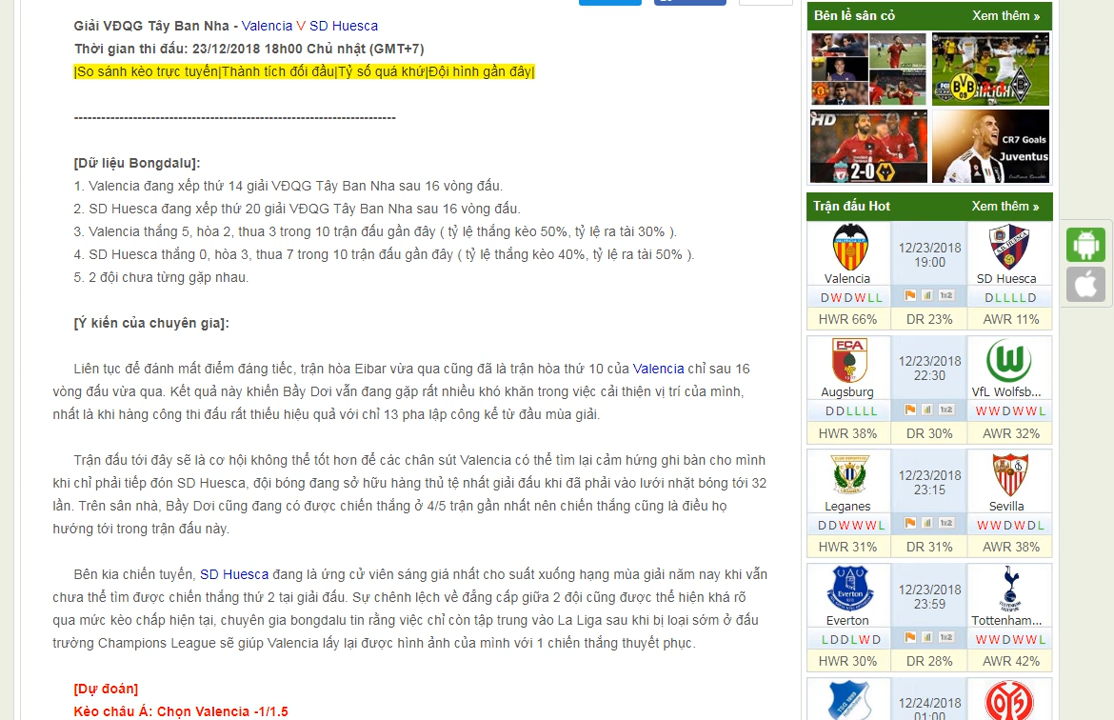 Giải VĐQG Tây Ban Nha - Valencia V SD Huesca
Thời gian thi đấu: 23/12/2018 18h00 Chủ nhật (GMT+7)
|So sánh kèo trực tuyến|Thành tích đối đầu|Tỷ số quá khứ|Đội hình gần đây|
----------------------------------------------------------------------
[Dữ liệu Bongdalu]:
1. Valencia đang xếp thứ 14 giải VĐQG Tây Ban Nha sau 16 vòng đấu.
2. SD Huesca đang xếp thứ 20 giải VĐQG Tây Ban Nha sau 16 vòng đấu.
3. Valencia thắng 5, hòa 2, thua 3 trong 10 trận đấu gần đây ( tỷ lệ thắng kèo 50%, tỷ lệ ra tài 30% ).
4. SD Huesca thắng 0, hòa 3, thua 7 trong 10 trận đấu gần đây ( tỷ lệ thắng kèo 40%, tỷ lệ ra tài 50% ).
5. 2 đội chưa từng gặp nhau.
[Ý kiến của chuyên gia]:
Liên tục để đánh mất điểm đáng tiếc, trận hòa Eibar vừa qua cũng đã là trận hòa thứ 10 của Valencia chỉ sau 16
vòng đấu vừa qua. Kết quả này khiến Bầy Dơi vẫn đang gặp rất nhiều khó khăn trong việc cải thiện vị trí của mình,
nhất là khi hàng công thi đấu rất thiếu hiệu quả với chỉ 13 pha lập công kể từ đầu mùa giải.
Trận đấu tới đây sẽ là cơ hội không thể tốt hơn để các chân sút Valencia có thể tìm lại cảm hứng ghi bàn cho mình
khi chỉ phải tiếp đón SD Huesca, đội bóng đang sở hữu hàng thủ tệ nhất giải đấu khi đã phải vào lưới nhặt bóng tới 32
lần. Trên sân nhà, Bầy Dơi cũng đang có được chiến thắng ở 4/5 trận gần nhất nên chiến thắng cũng là điều họ
hướng tới trong trận đấu này.
Bên kia chiến tuyến, SD Huesca đang là ứng cử viên sáng giá nhất cho suất xuống hạng mùa giải năm nay khi vẫn
chưa thể tìm được chiến thắng thứ 2 tại giải đấu. Sự chênh lệch về đẳng cấp giữa 2 đội cũng được thể hiện khá rõ
qua mức kèo chấp hiện tại, chuyên gia bongdalu tin rằng việc chỉ còn tập trung vào La Liga sau khi bị loại sớm ở đấu
trường Champions League sẽ giúp Valencia lấy lại được hình ảnh của mình với 1 chiến thắng thuyết phục.
[Dự đoán]
Kèo châu Á: Chọn Valencia -1/1.5
Bên lề sân cỏ Xem thêm »
HD
2-0
CR7 Goals
Juventus
Trận đấu Hot Xem thêm »
12/23/2018
19:00
Valencia SD Huesca
DWDWLL 1x2 DLLLLD
HWR 66% DR 23% AWR 11%
12/23/2018
22:30
Augsburg VfL Wolfsb...
DDLLLL 1x2 WWDWWL
HWR 38% DR 30% AWR 32%
12/23/2018
23:15
Leganes Sevilla
DDWWWL 1x2 WWDWDL
HWR 31% DR 31% AWR 38%
12/23/2018
23:59
Everton Tottenham...
LDDLWD 1x2 WWDWWL
HWR 30% DR 28% AWR 42%
12/24/2018
01:00